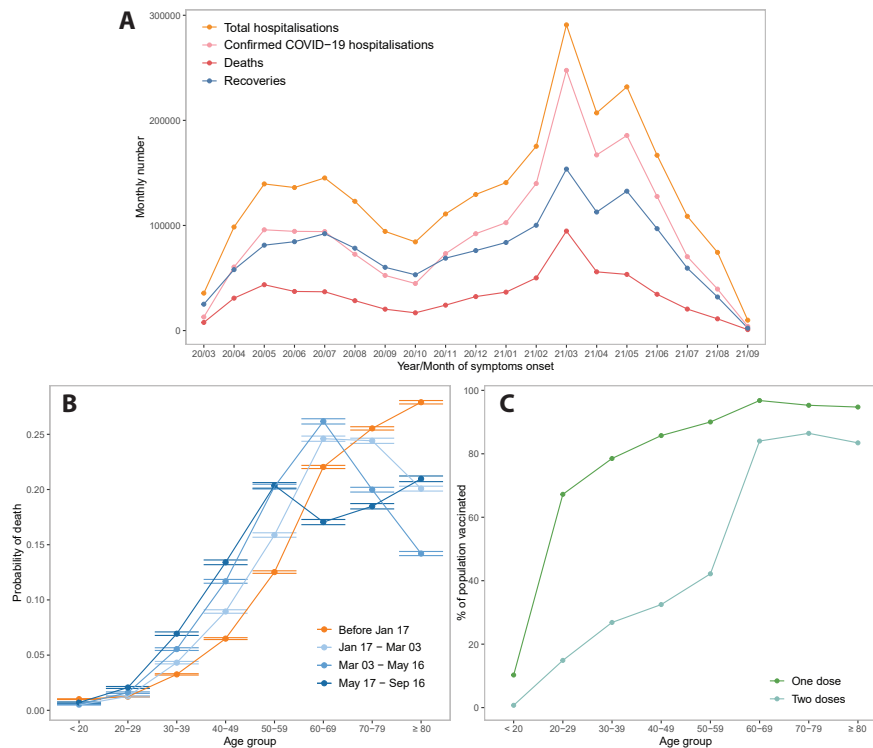 A
Total hospitalisations
Confirmed COVID−19 hospitalisations
Deaths
Recoveries
Monthly number
300000
200000
100000
0
20/03 20/04 20/05 20/06 20/07 20/08 20/09 20/10 20/11 20/12 21/01 21/02 21/03 21/04 21/05 21/06 21/07 21/08 21/09
Year/Month of symptoms onset
B
Probability of death
0.25
0.20
0.15
0.10
0.05
0.00
Before Jan 17
Jan 17 − Mar 03
Mar 03 − May 16
May 17 − Sep 16
< 20 20−29 30−39 40−49 50−59 60−69 70−79 ≥ 80
Age group
C
% of population vaccinated
100
80
60
40
20
0
One dose
Two doses
< 20 20−29 30−39 40−49 50−59 60−69 70−79 ≥ 80
Age group